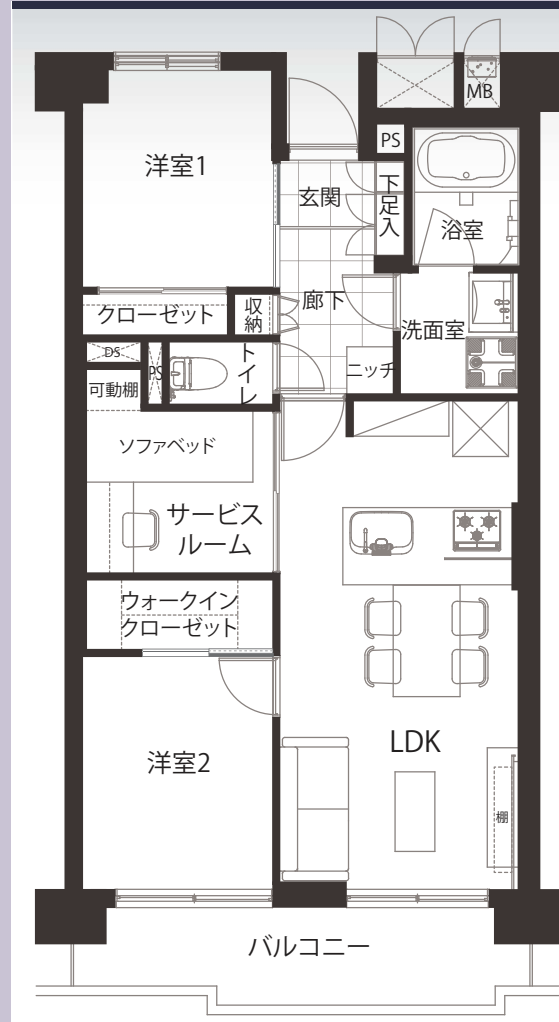 MB
PS
洋室1
玄関
下足入
浴室
クローゼット
収納
廊下
洗面室
DS
PS
トイレ
ニッチ
可動棚
ソファベッド
サービス
ルーム
ウォークイン
クローゼット
洋室2
LDK
棚
バルコニー